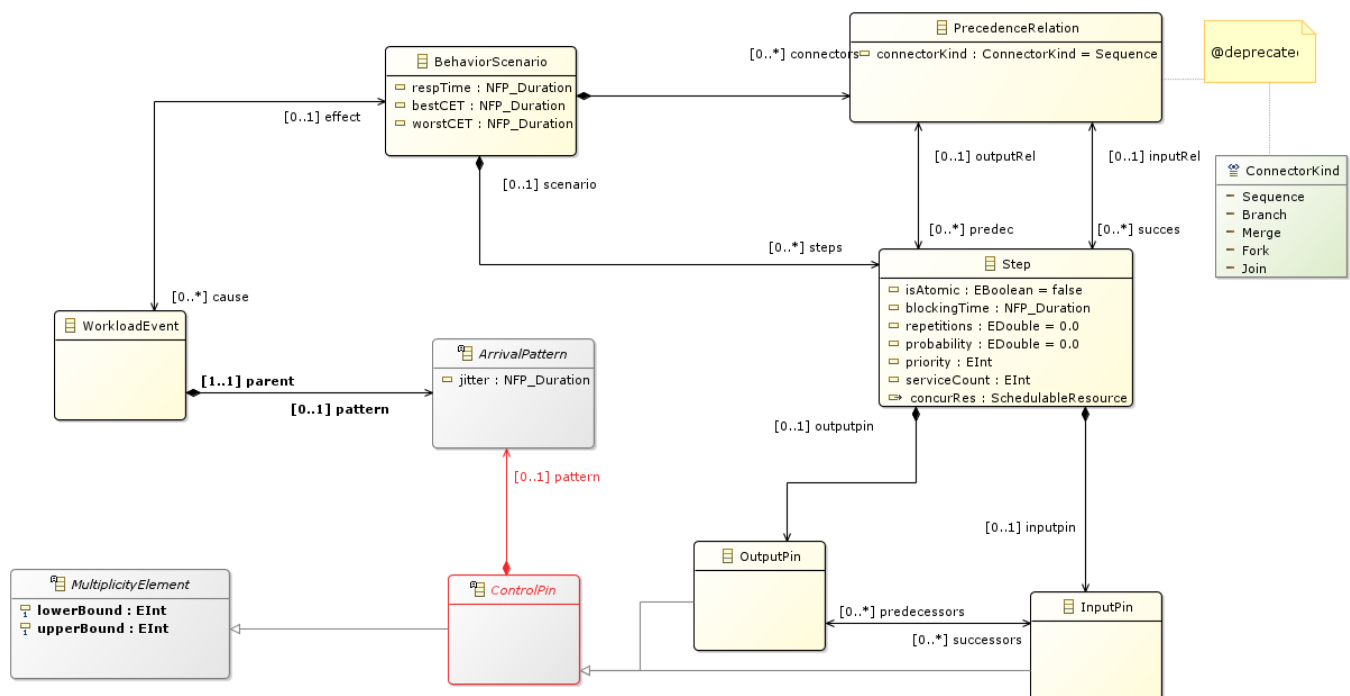 PrecedenceRelation
connectorKind : ConnectorKind = Sequence
[0..*] connectors
@deprecated
BehaviorScenario
respTime : NFP_Duration
bestCET : NFP_Duration
worstCET : NFP_Duration
[0..1] effect
[0..1] scenario
[0..1] outputRel
[0..1] inputRel
ConnectorKind
Sequence
Branch
Merge
Fork
Join
[0..*] predec
[0..*] succes
[0..*] steps
Step
isAtomic : EBoolean = false
blockingTime : NFP_Duration
repetitions : EDouble = 0.0
probability : EDouble = 0.0
priority : EInt
serviceCount : EInt
concurRes : SchedulableResource
[0..*] cause
WorkloadEvent
[1..1] parent
[0..1] pattern
ArrivalPattern
jitter : NFP_Duration
[0..1] outputpin
[0..1] pattern
[0..1] inputpin
OutputPin
MultiplicityElement
lowerBound : EInt
upperBound : EInt
ControlPin
[0..*] predecessors
[0..*] successors
InputPin